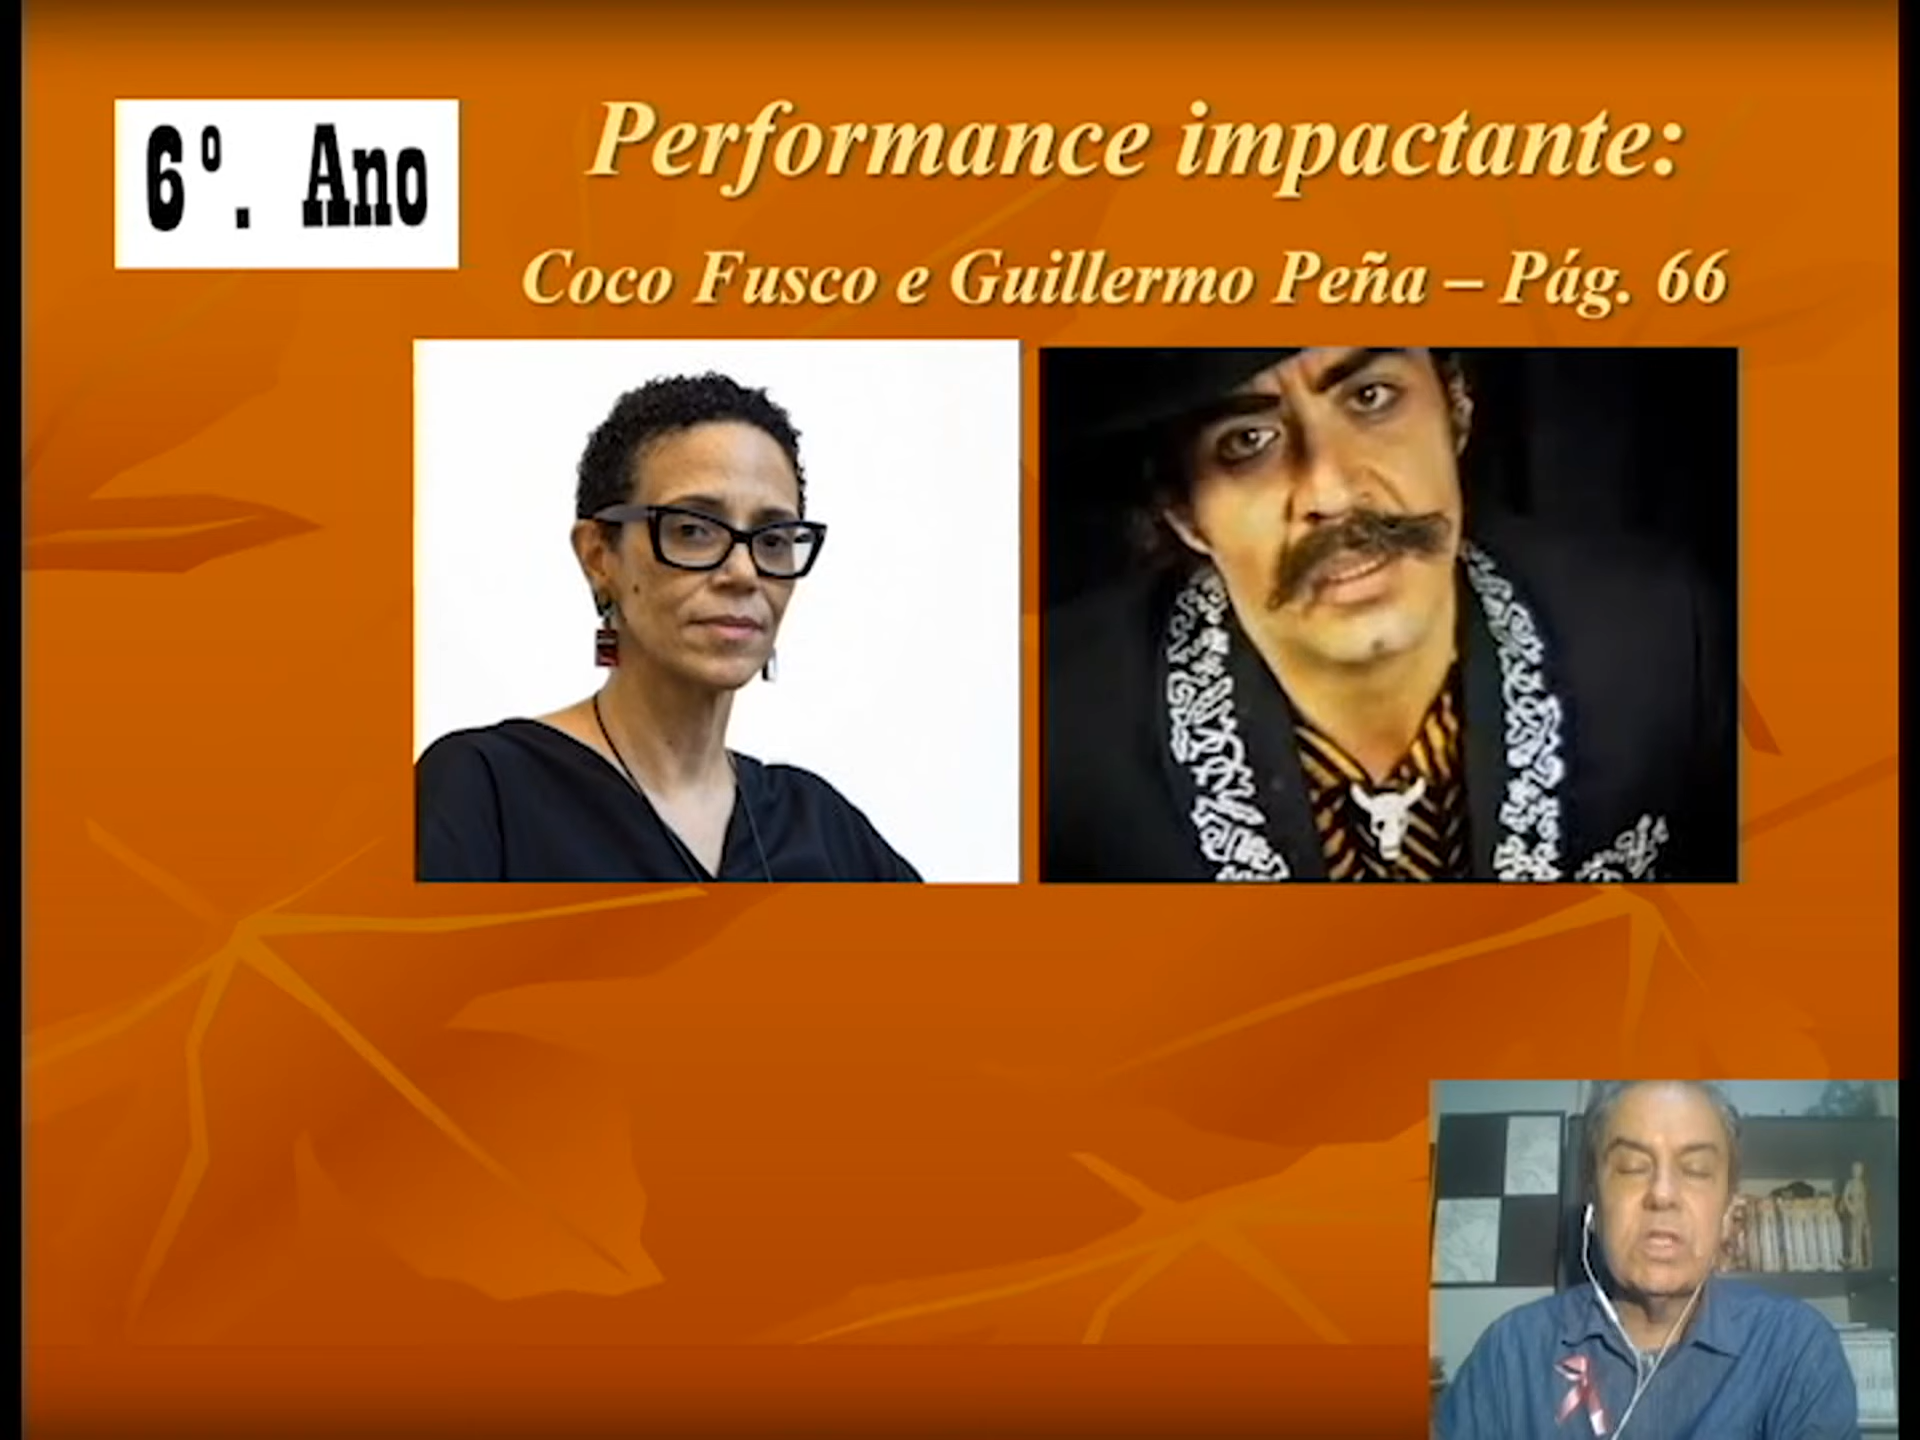 6º. Ano
Performance impactante:
Coco Fusco e Guillermo Peña – Pág. 66